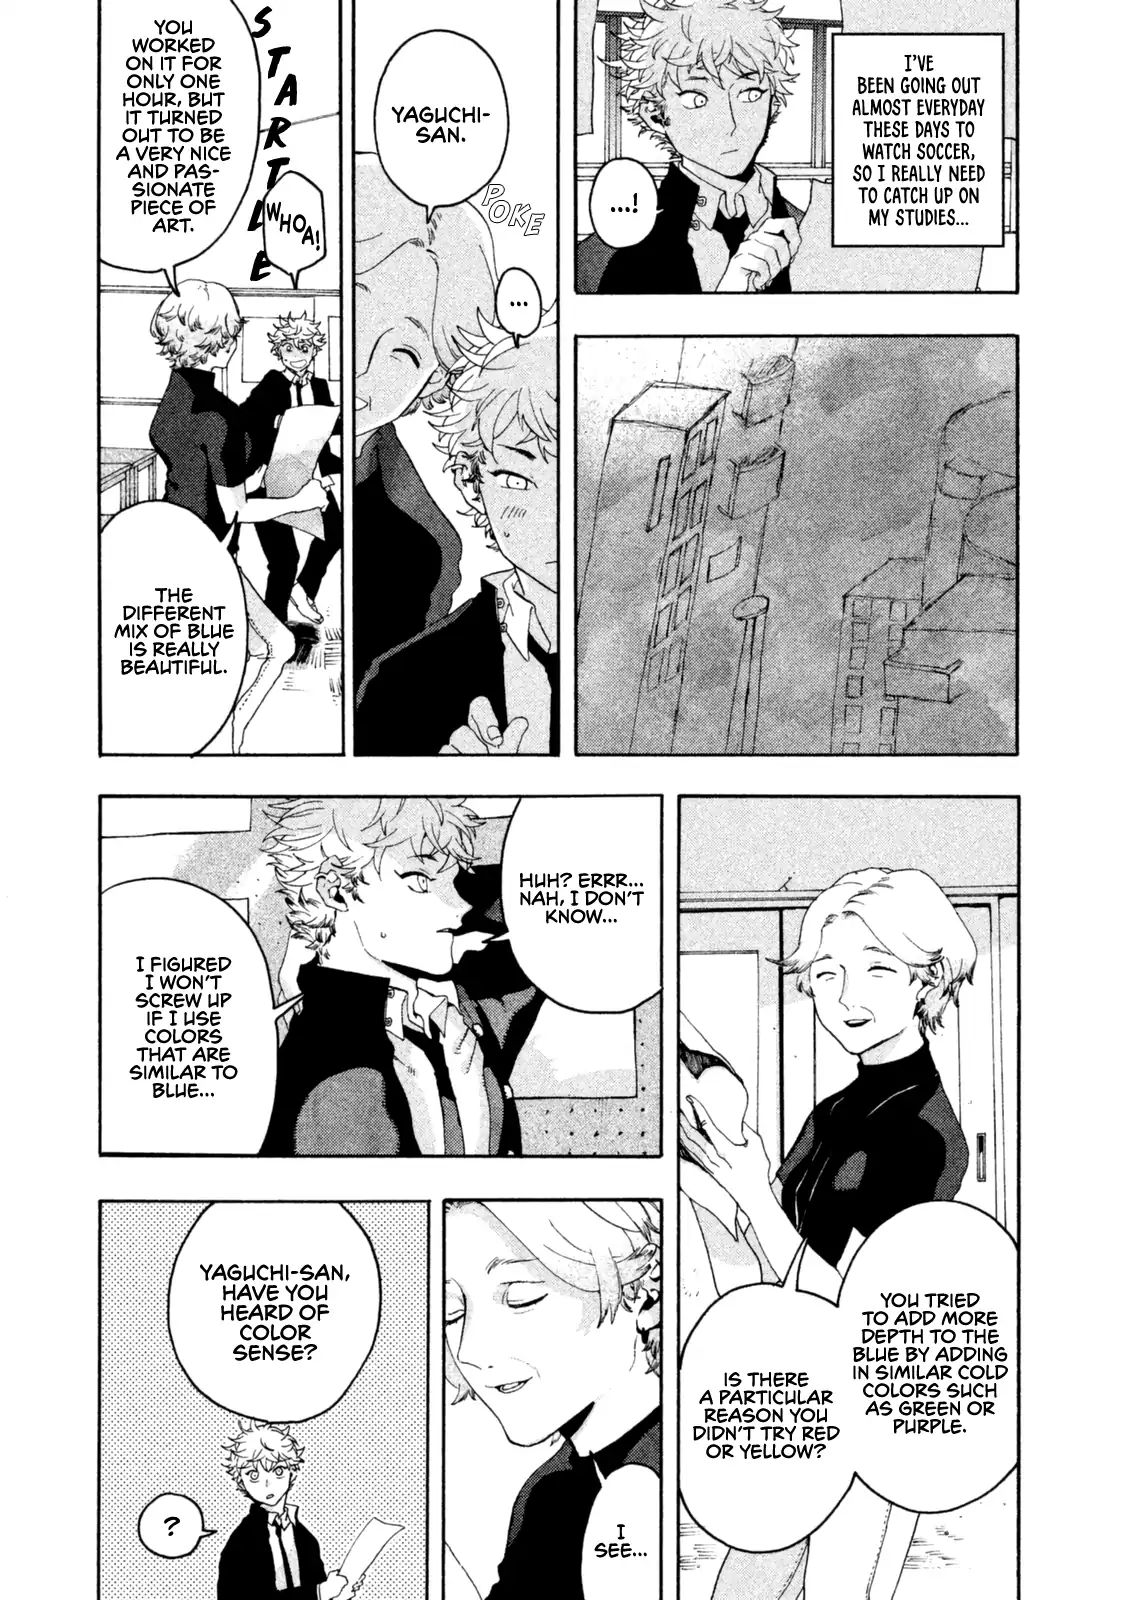 I'VE
BEEN GOING OUT
ALMOST EVERYDAY
THESE DAYS TO
WATCH SOCCER,
SO I REALLY NEED
TO CATCH UP ON
MY STUDIES...
...!
YAGUCHI-
SAN.
POKE
...
STARTLE
WHOA!
YOU
WORKED
ON IT FOR
ONLY ONE
HOUR, BUT
IT TURNED
OUT TO BE
A VERY NICE
AND PAS-
SIONATE
PIECE OF
ART.
THE
DIFFERENT
MIX OF BLUE
IS REALLY
BEAUTIFUL.
YOU TRIED
TO ADD MORE
DEPTH TO THE
BLUE BY ADDING
IN SIMILAR COLD
COLORS SUCH
AS GREEN OR
PURPLE.
IS THERE
A PARTICULAR
REASON YOU
DIDN'T TRY RED
OR YELLOW?
HUH? ERRR...
NAH, I DON'T
KNOW...
I FIGURED
I WON'T
SCREW UP
IF I USE
COLORS
THAT ARE
SIMILAR TO
BLUE...
I
SEE...
YAGUCHI-SAN,
HAVE YOU
HEARD OF
COLOR
SENSE?
?